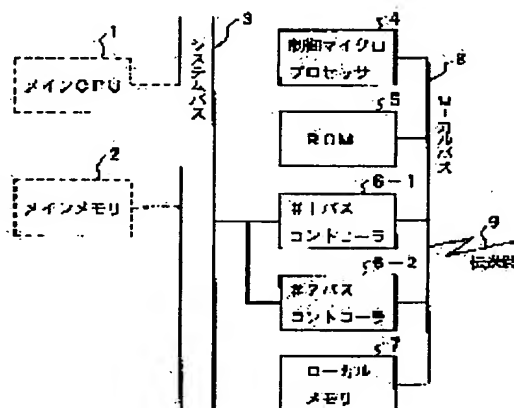 1
メインCPU
2
メインメモリ
システムバス
3
4
制御マイクロ
プロセッサ
5
ROM
6-1
#1バス
コントローラ
6-2
#2バス
コントローラ
7
ローカル
メモリ
8
ローカルバス
9
伝送路